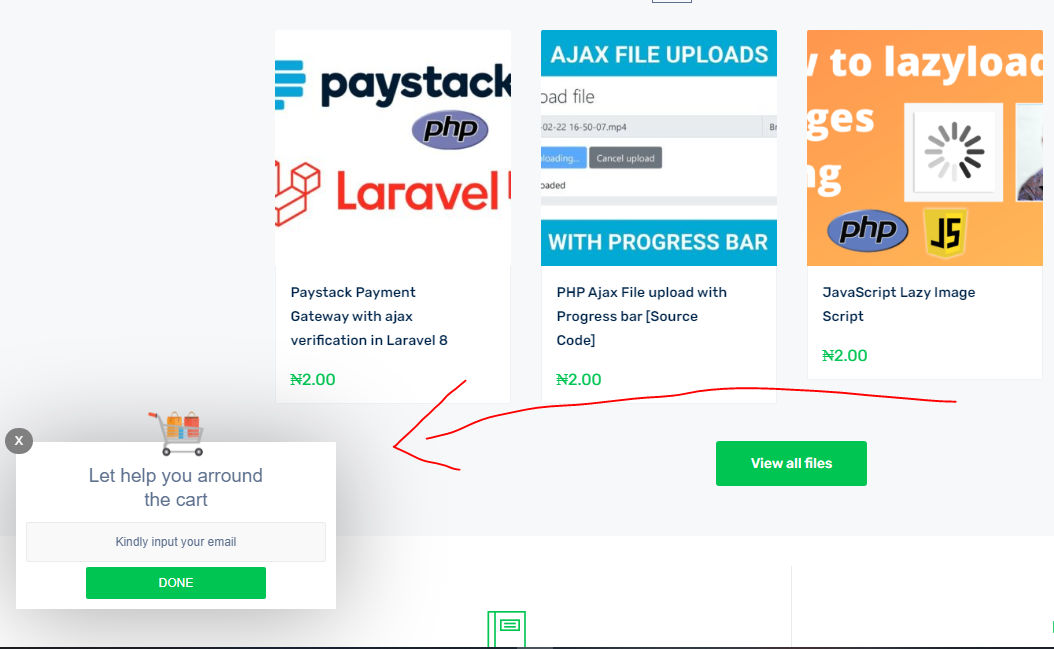 paystack
php
Laravel
AJAX FILE UPLOADS
oad file
-02-22 16-50-07.mp4
Br
loading...
Cancel upload
oaded
WITH PROGRESS BAR
w to lazyload
ges
ng
php
JS
Paystack Payment
Gateway with ajax
verification in Laravel 8
₦2.00
PHP Ajax File upload with
Progress bar [Source
Code]
₦2.00
JavaScript Lazy Image
Script
₦2.00
View all files
X
Let help you arround
the cart
Kindly input your email
DONE